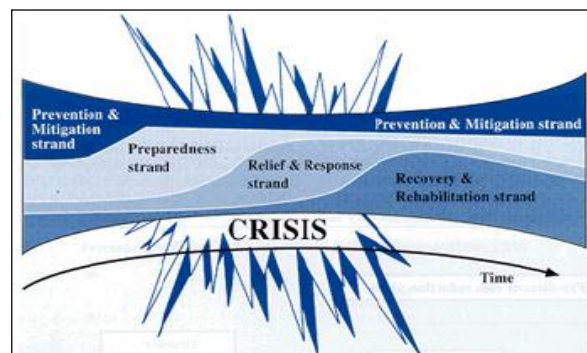 Prevention &
Mitigation
strand
Prevention & Mitigation strand
Preparedness
strand
Relief & Response
strand
Recovery &
Rehabilitation strand
CRISIS
Time